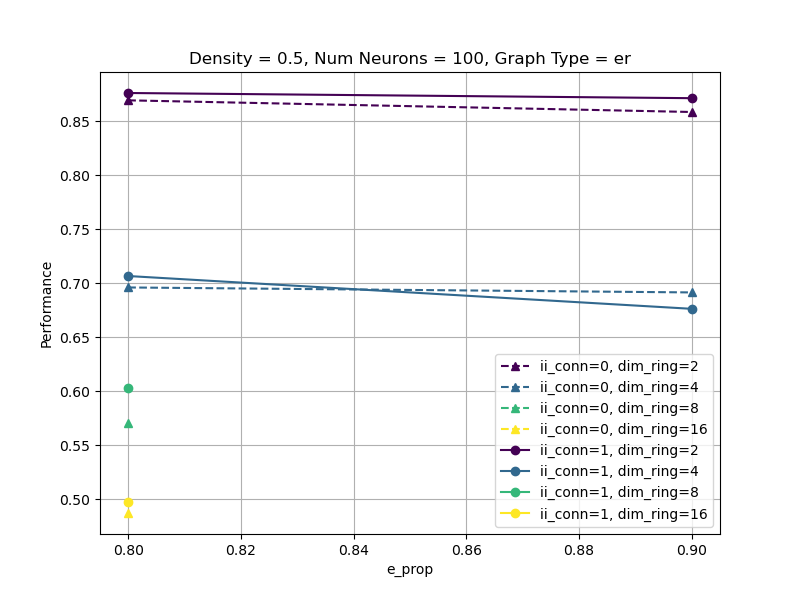 Density = 0.5, Num Neurons = 100, Graph Type = er
Performance
0.85
0.80
0.75
0.70
0.65
0.60
0.55
0.50
0.80
0.82
0.84
0.86
0.88
0.90
e_prop
ii_conn=0, dim_ring=2
ii_conn=0, dim_ring=4
ii_conn=0, dim_ring=8
ii_conn=0, dim_ring=16
ii_conn=1, dim_ring=2
ii_conn=1, dim_ring=4
ii_conn=1, dim_ring=8
ii_conn=1, dim_ring=16